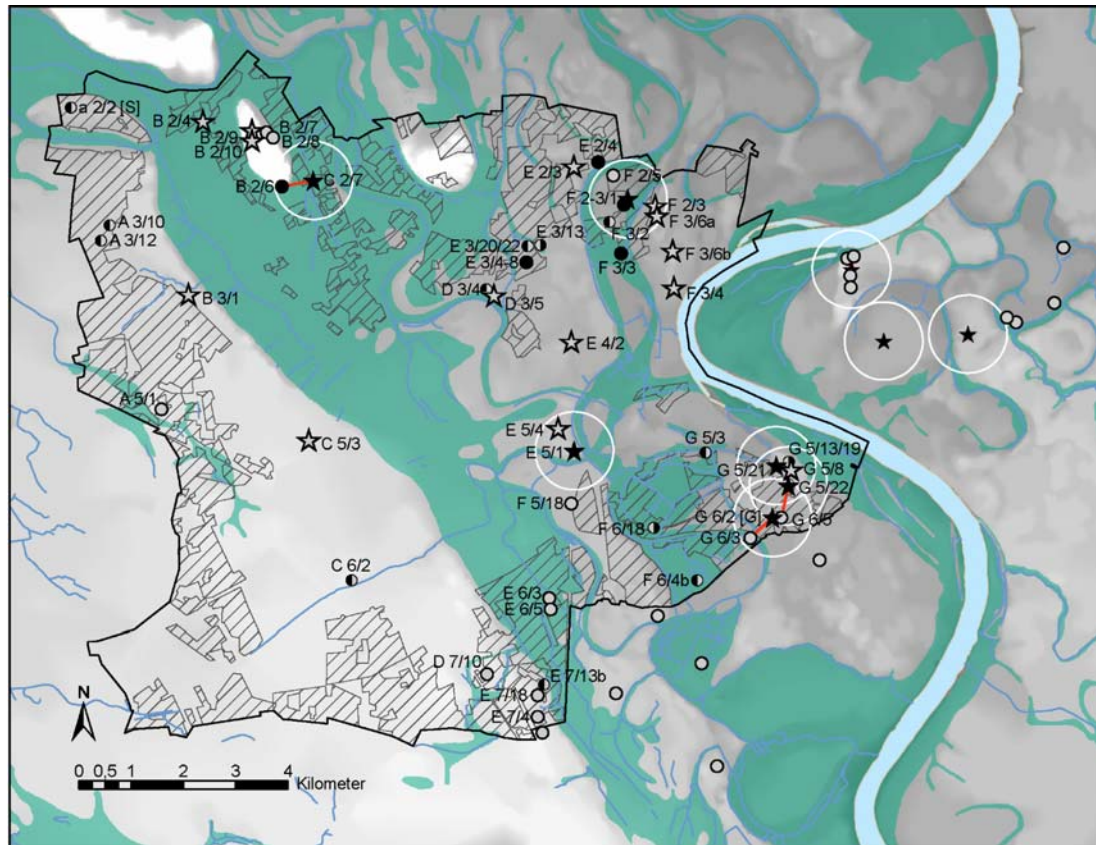 a 2/2 [S]
B 2/4
B 2/7
B 2/9
B 2/8
B 2/10
B 2/6
C 2/7
E 2/4
E 2/3
F 2/5
F 2-3/1
F 2/3
F 3/6a
A 3/10
A 3/12
F 3/2
E 3/13
E 3/20/22
E 3/4-8
F 3/3
F 3/6b
D 3/4
D 3/5
B 3/1
F 3/4
E 4/2
A 5/1
E 5/4
C 5/3
E 5/1
G 5/3
G 5/13/19
G 5/21
G 5/8
G 5/22
F 5/18
G 6/2 [G]
G 6/5
F 6/18
G 6/3
C 6/2
F 6/4b
E 6/3
E 6/5
D 7/10
E 7/13b
E 7/18
E 7/4
N
0 0,5 1 2 3 4
Kilometer